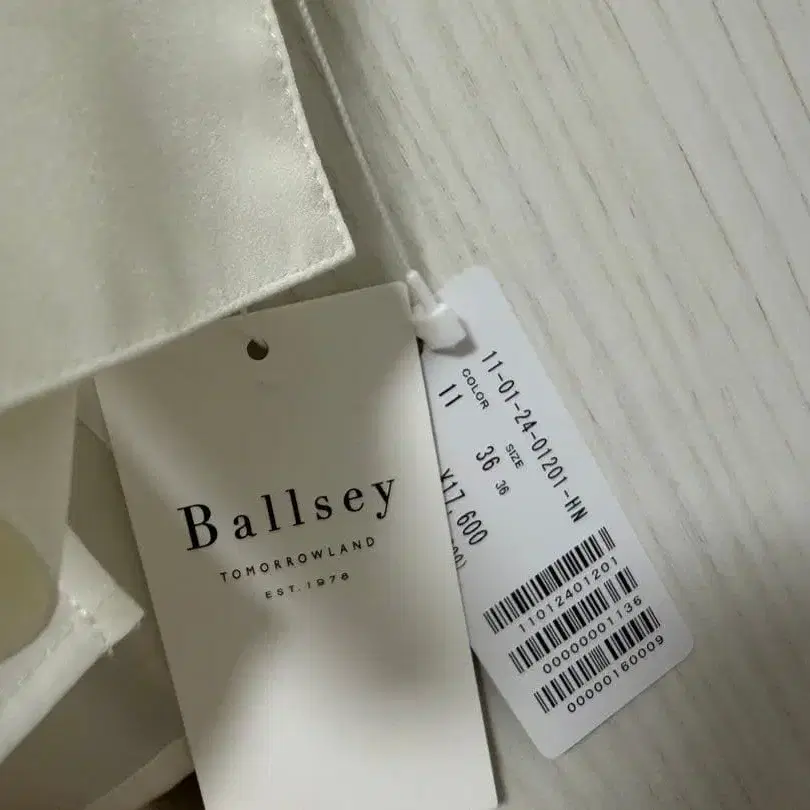 Ballsey
TOMORROWLAND
EST. 1978
11-01-24-01201-HN
COLOR SIZE
11 36 36
¥17,600
11012401201
00000001136
00000160009